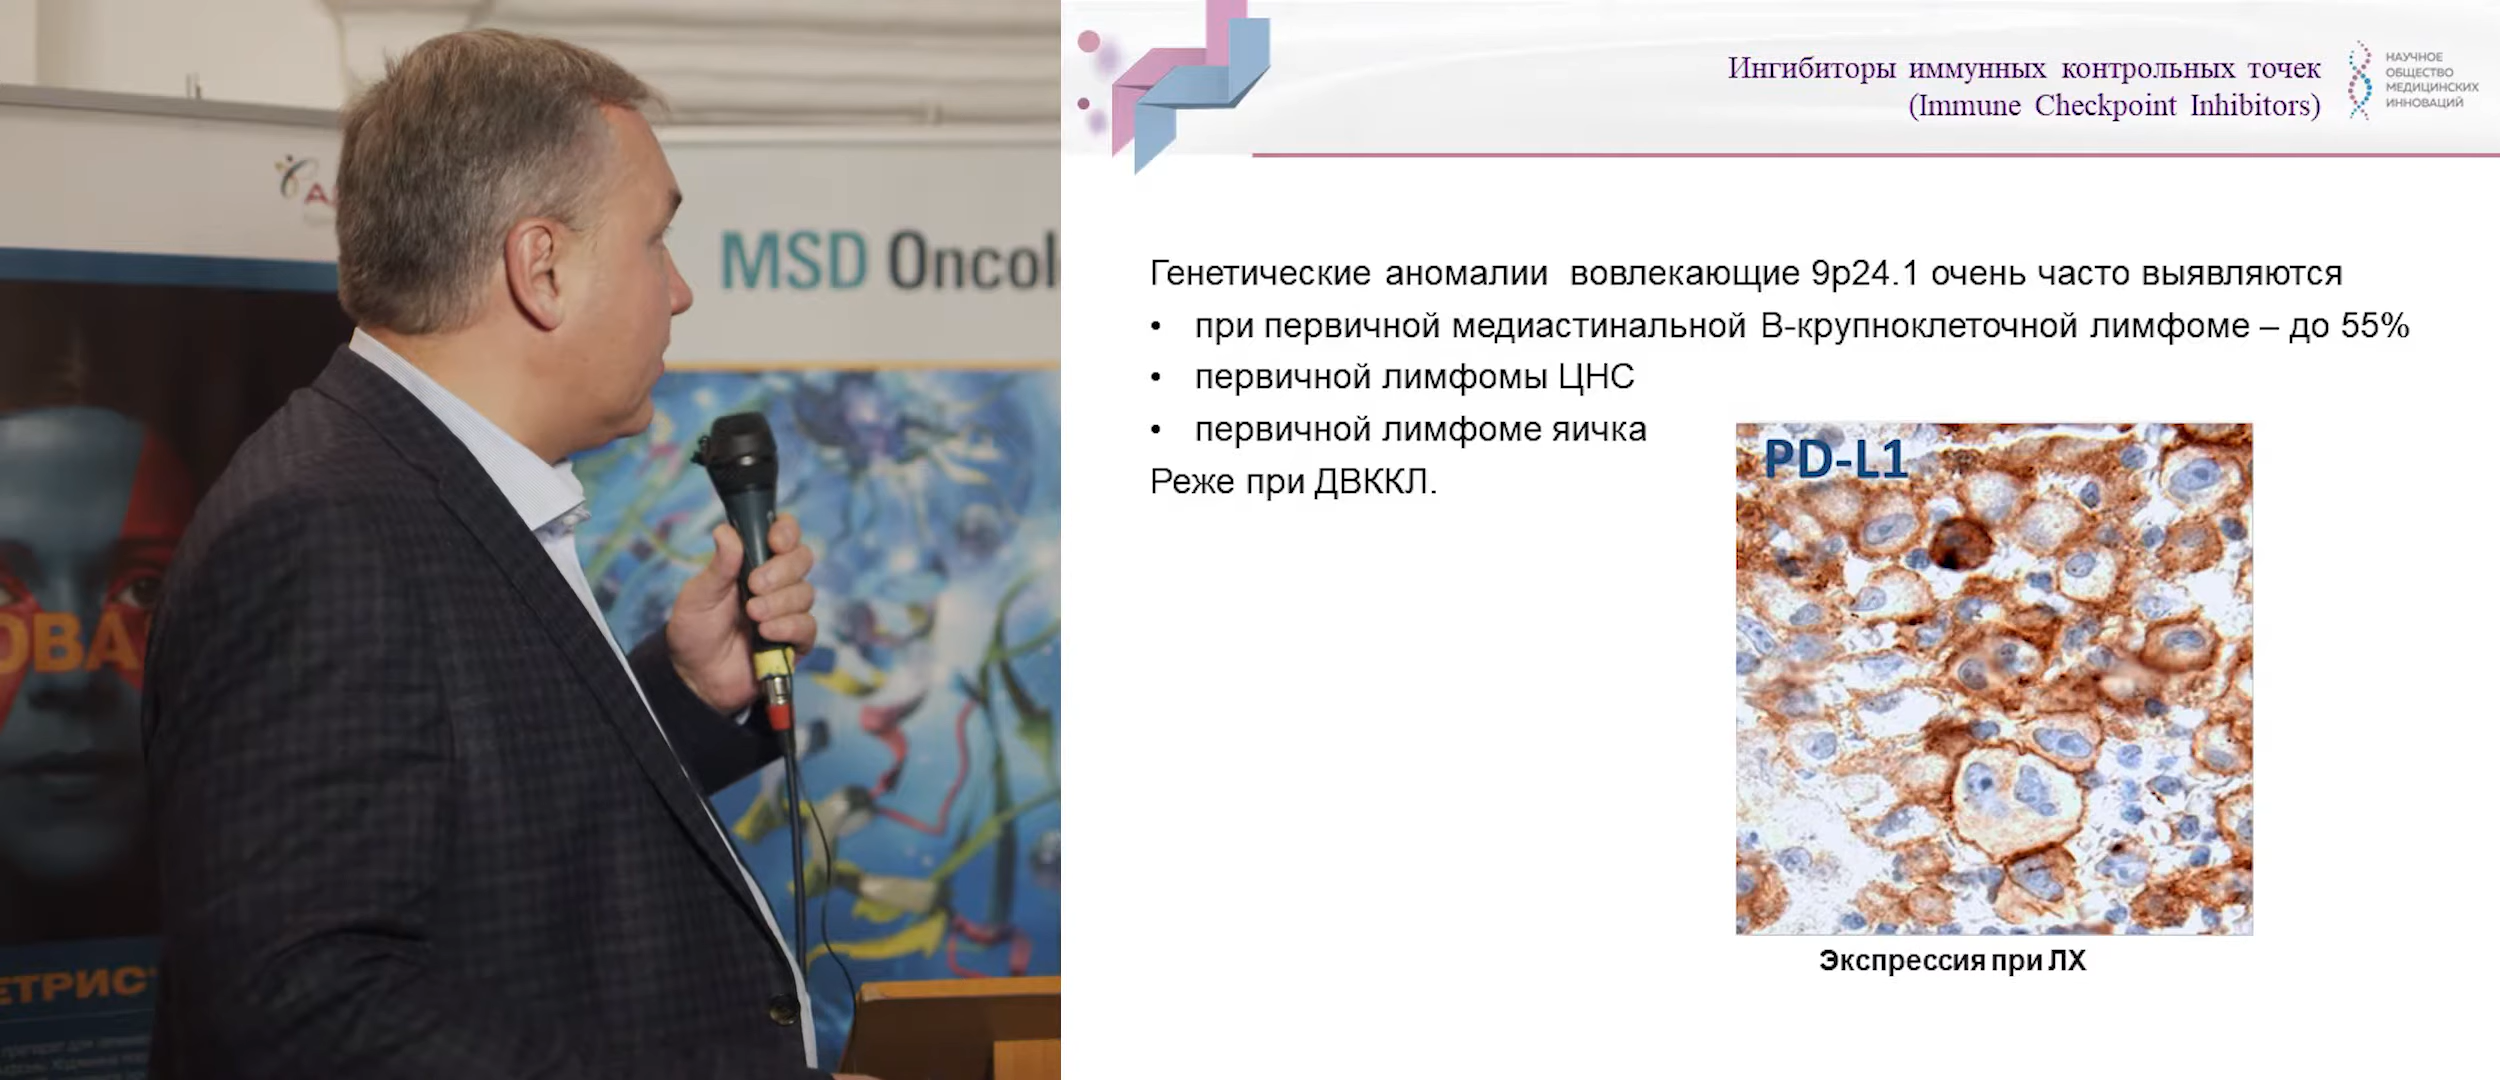 MSD Oncol
ОВА
ЕТРИС
Ингибиторы иммунных контрольных точек
(Immune Checkpoint Inhibitors)
НАУЧНОЕ
ОБЩЕСТВО
МЕДИЦИНСКИХ
ИННОВАЦИЙ
Генетические аномалии вовлекающие 9p24.1 очень часто выявляются
• при первичной медиастинальной В-крупноклеточной лимфоме – до 55%
• первичной лимфомы ЦНС
• первичной лимфоме яичка
Реже при ДВККЛ.
PD-L1
Экспрессия при ЛХ